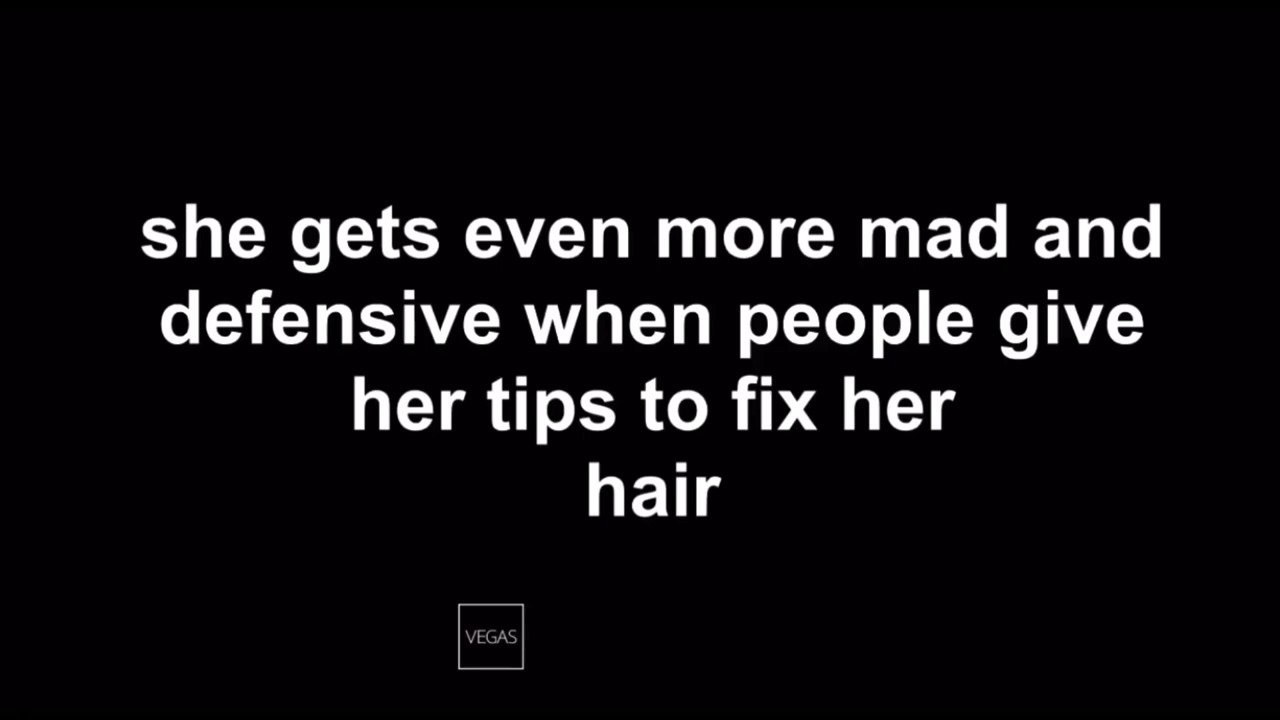 she gets even more mad and
defensive when people give
her tips to fix her
hair
VEGAS